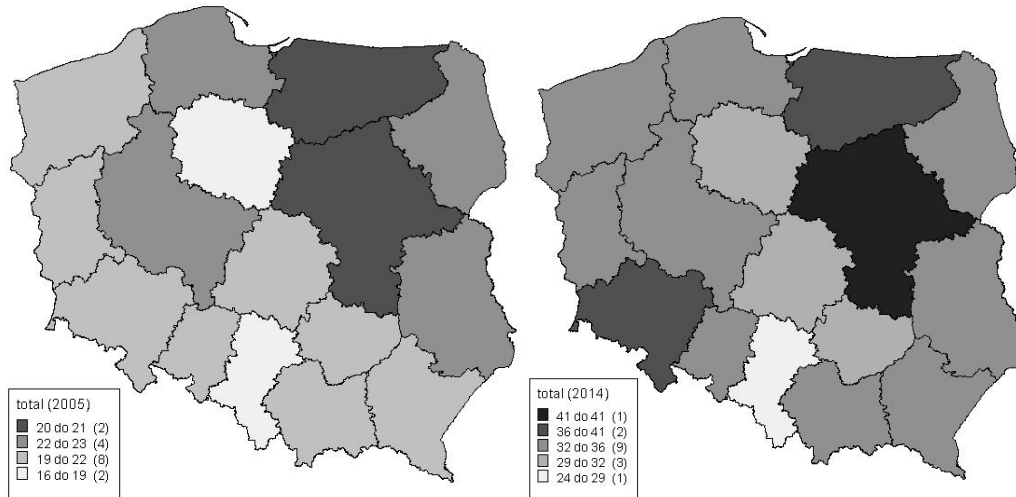 total (2005)
20 do 21 (2)
22 do 23 (4)
19 do 22 (8)
16 do 19 (2)
total (2014)
41 do 41 (1)
36 do 41 (2)
32 do 36 (9)
29 do 32 (3)
24 do 29 (1)